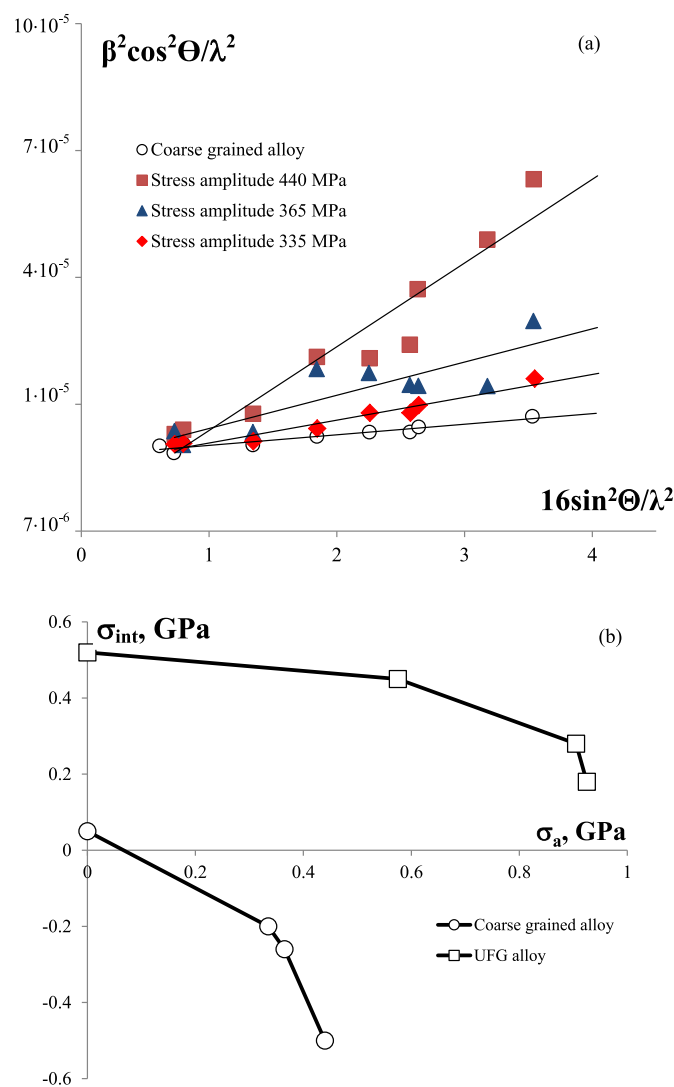 10·10⁻⁵
β²cos²Θ/λ²
(a)
7·10⁻⁵
Coarse grained alloy
Stress amplitude 440 MPa
Stress amplitude 365 MPa
Stress amplitude 335 MPa
4·10⁻⁵
1·10⁻⁵
16sin²Θ/λ²
7·10⁻⁶
0 1 2 3 4
0.6
σint, GPa
(b)
0.4
0.2
σa, GPa
0
0 0.2 0.4 0.6 0.8 1
-0.2
Coarse grained alloy
UFG alloy
-0.4
-0.6